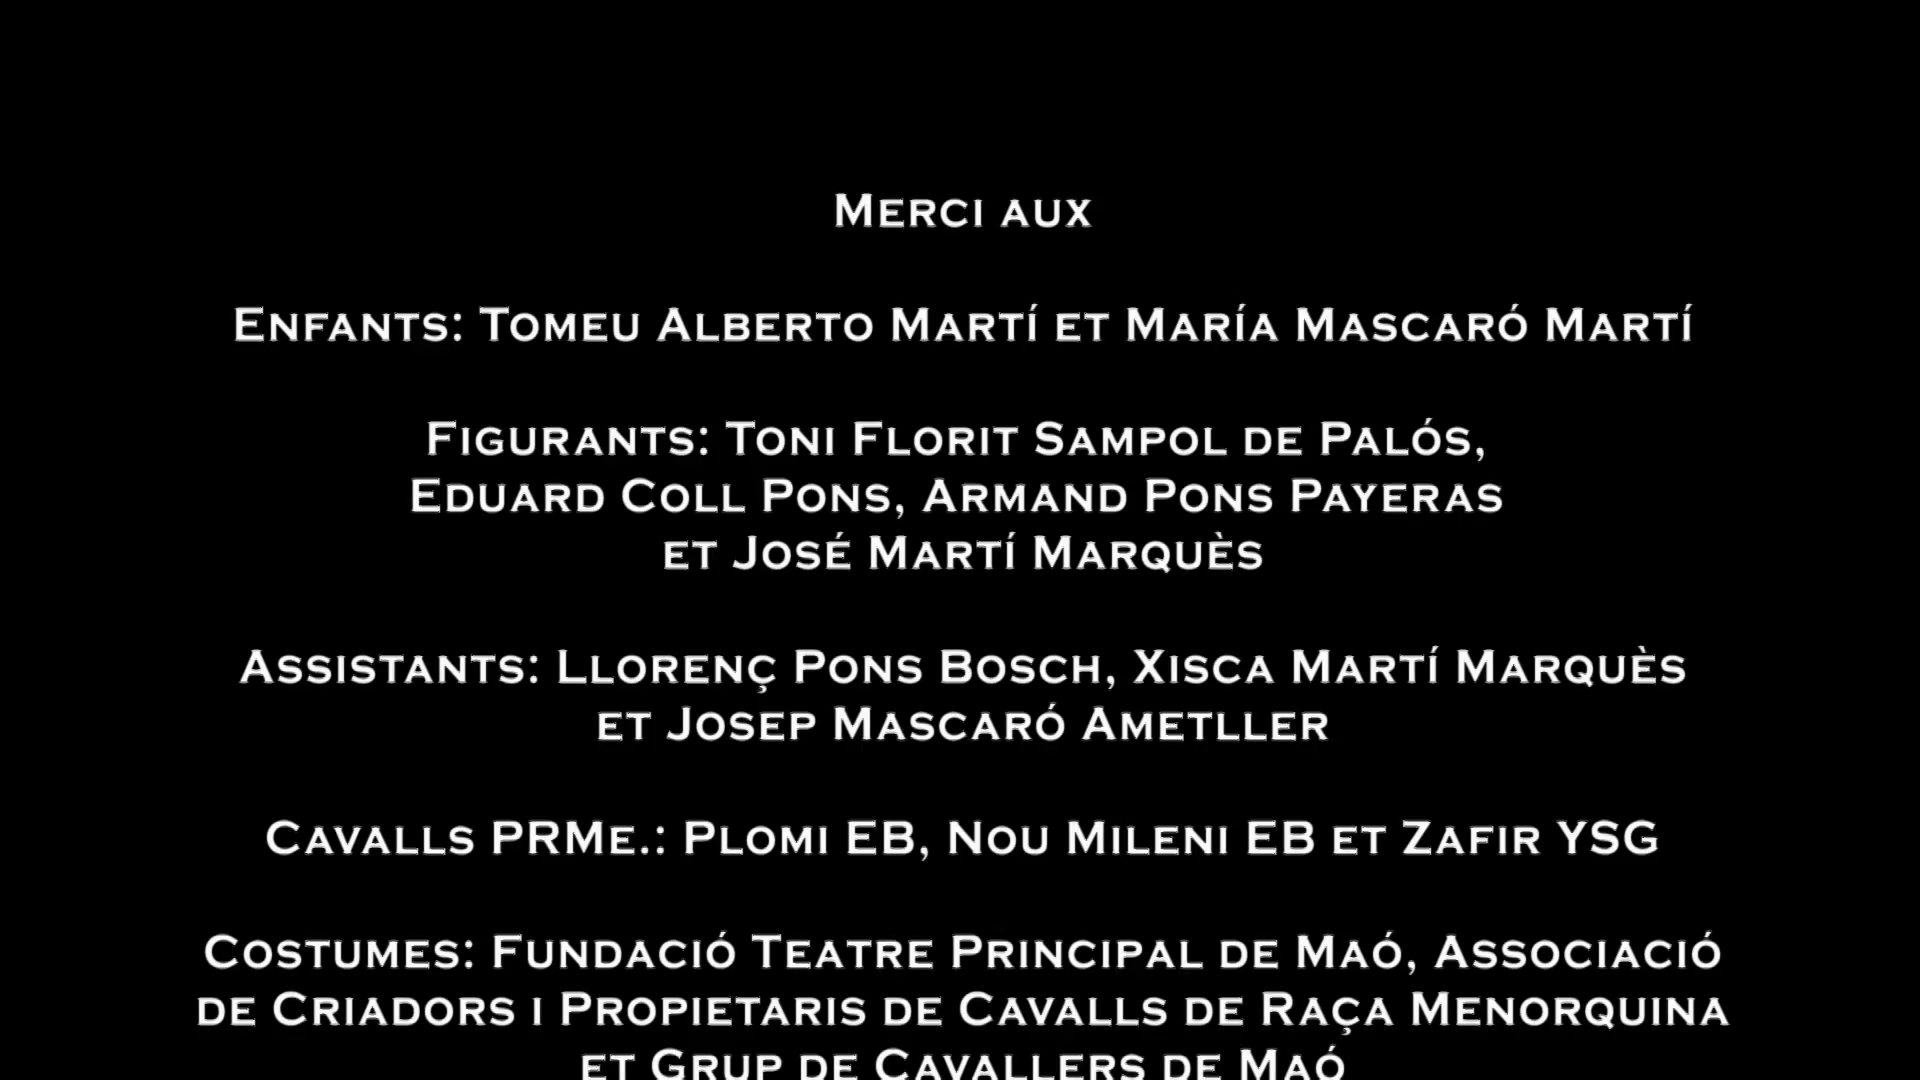 Merci aux
Enfants: Tomeu Alberto Martí et María Mascaró Martí
Figurants: Toni Florit Sampol de Palós,
Eduard Coll Pons, Armand Pons Payeras
et José Martí Marquès
Assistants: Llorenç Pons Bosch, Xisca Martí Marquès
et Josep Mascaró Ametller
Cavalls PRMe.: Plomi EB, Nou Mileni EB et Zafir YSG
Costumes: Fundació Teatre Principal de Maó, Associació
de Criadors i Propietaris de Cavalls de Raça Menorquina
et Grup de Cavallers de Maó